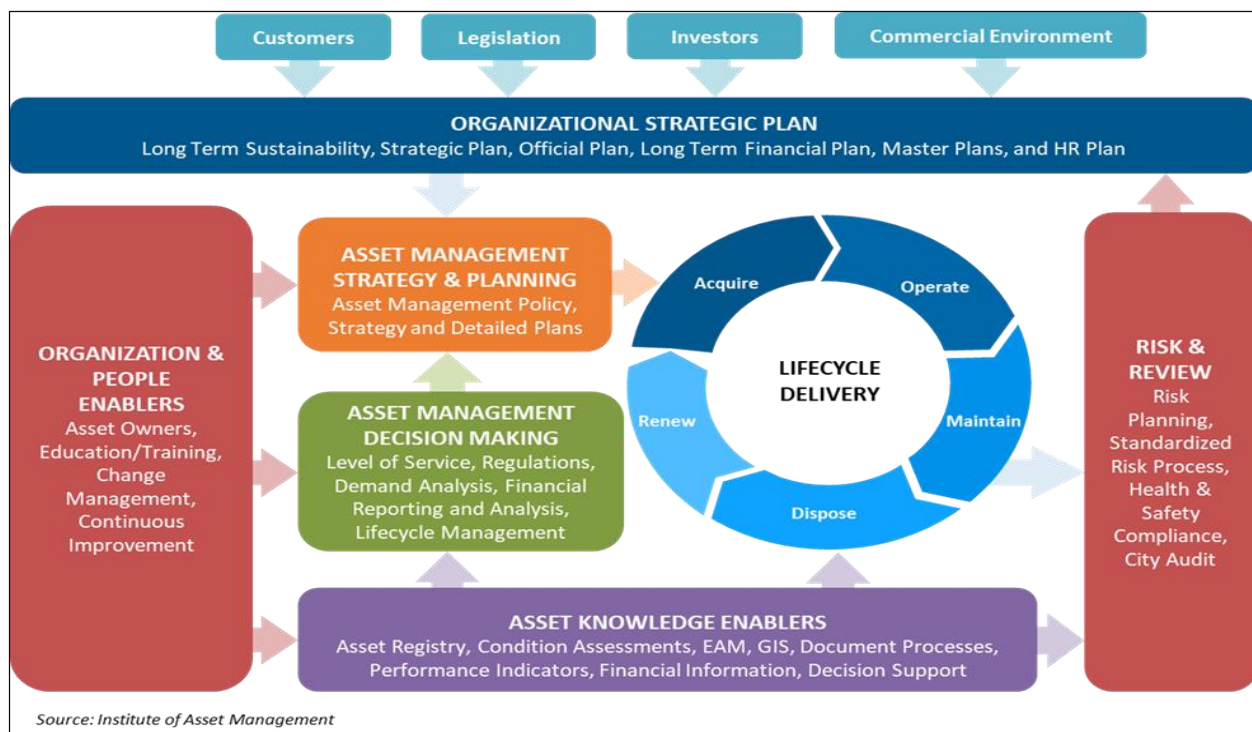 Customers
Legislation
Investors
Commercial Environment
ORGANIZATIONAL STRATEGIC PLAN
Long Term Sustainability, Strategic Plan, Official Plan, Long Term Financial Plan, Master Plans, and HR Plan
ORGANIZATION &
PEOPLE
ENABLERS
Asset Owners,
Education/Training,
Change
Management,
Continuous
Improvement
ASSET MANAGEMENT
STRATEGY & PLANNING
Asset Management Policy,
Strategy and Detailed Plans
ASSET MANAGEMENT
DECISION MAKING
Level of Service, Regulations,
Demand Analysis, Financial
Reporting and Analysis,
Lifecycle Management
Acquire
Operate
Maintain
Dispose
Renew
LIFECYCLE
DELIVERY
RISK &
REVIEW
Risk
Planning,
Standardized
Risk Process,
Health &
Safety
Compliance,
City Audit
ASSET KNOWLEDGE ENABLERS
Asset Registry, Condition Assessments, EAM, GIS, Document Processes,
Performance Indicators, Financial Information, Decision Support
Source: Institute of Asset Management